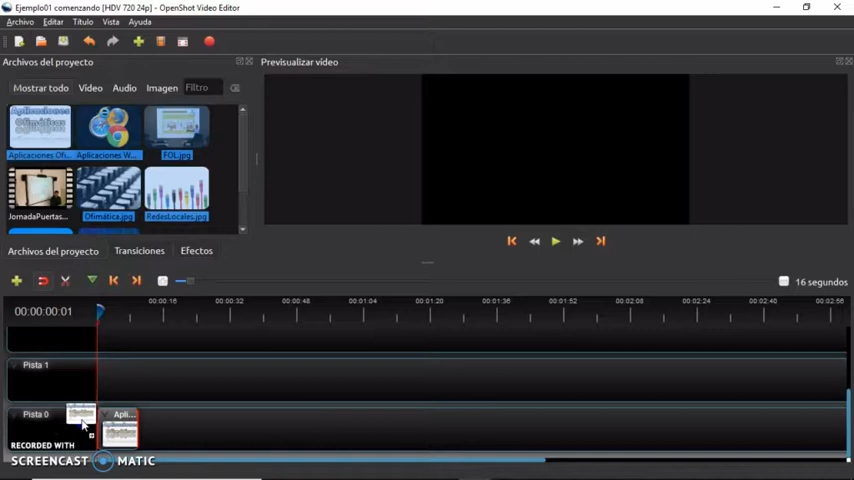 Ejemplo01 comenzando [HDV 720 24p] - OpenShot Video Editor
Archivo Editar Título Vista Ayuda
Archivos del proyecto
Previsualizar vídeo
Mostrar todo Vídeo Audio Imagen Filtro
Aplicaciones Ofi... Aplicaciones W... FOL.jpg
JornadaPuertas... Ofimática.jpg RedesLocales.jpg
Archivos del proyecto Transiciones Efectos
16 segundos
00:00:00:01
00:00:16 00:00:32 00:00:48 00:01:04 00:01:20 00:01:36 00:01:52 00:02:08 00:02:24 00:02:40 00:02:56
Pista 1
Pista 0
Apli...
RECORDED WITH
SCREENCAST MATIC